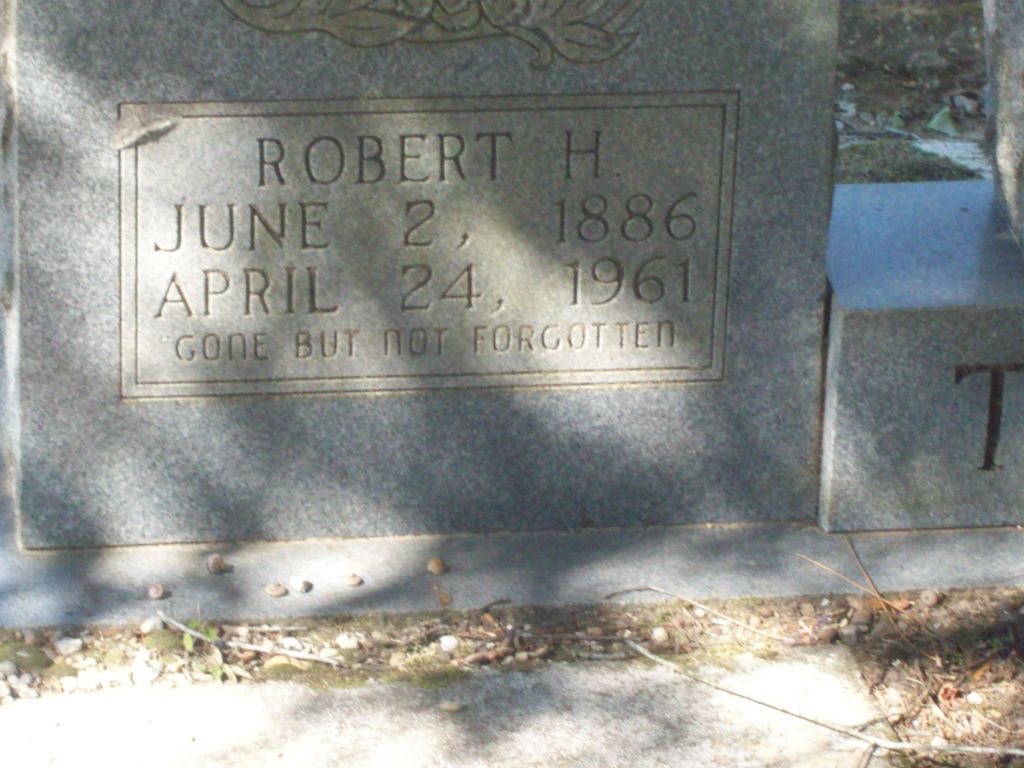 ROBERT H.
JUNE 2, 1886
APRIL 24, 1961
"GONE BUT NOT FORGOTTEN"
T